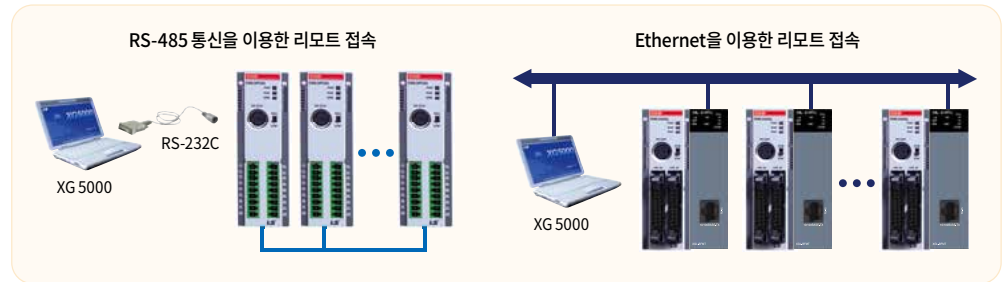 RS-485 통신을 이용한 리모트 접속
Ethernet을 이용한 리모트 접속
RS-232C
XG 5000
XG 5000